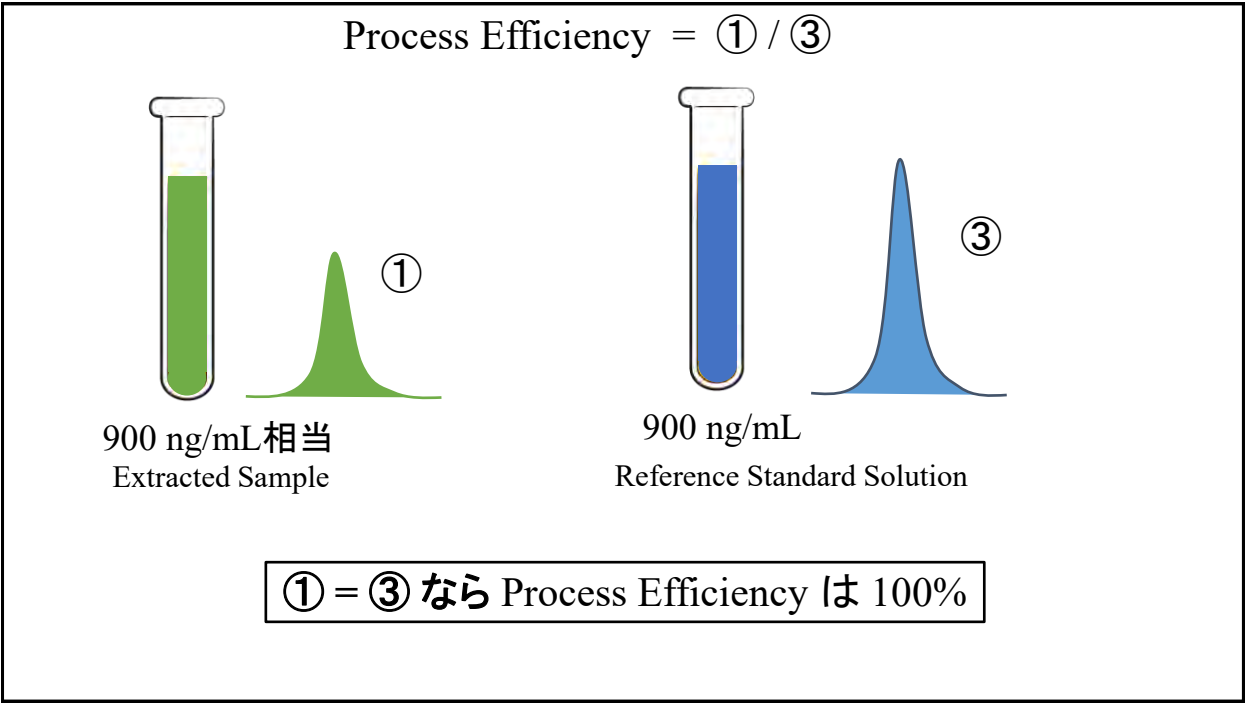 Process Efficiency = ① / ③
①
③
900 ng/mL相当
Extracted Sample
900 ng/mL
Reference Standard Solution
① = ③ なら Process Efficiency は 100%